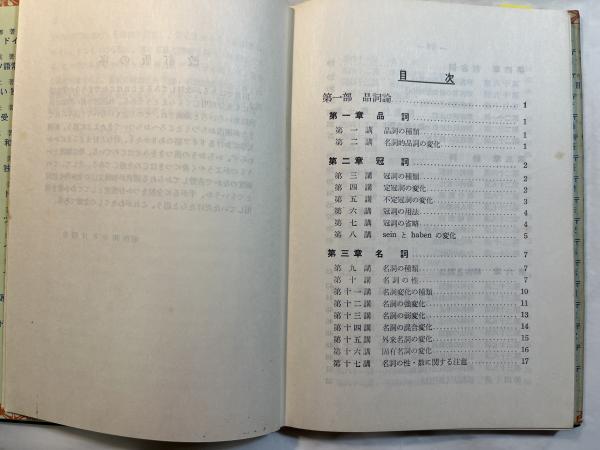 目次
第一部 品詞論 1
第一章 品詞 1
第一講 品詞の種類 1
第二講 名詞的品詞の変化 1
第二章 冠詞 2
第三講 冠詞の種類 2
第四講 定冠詞の変化 2
第五講 不定冠詞の変化 3
第六講 冠詞の用法 4
第七講 冠詞の省略 4
第八講 sein と haben の変化 5
第三章 名詞 7
第九講 名詞の種類 7
第十講 名詞の性 7
第十一講 名詞変化の種類 10
第十二講 名詞の強変化 11
第十三講 名詞の弱変化 13
第十四講 名詞の混合変化 14
第十五講 外来名詞の変化 15
第十六講 固有名詞の変化 16
第十七講 名詞の性・数に関する注意 17